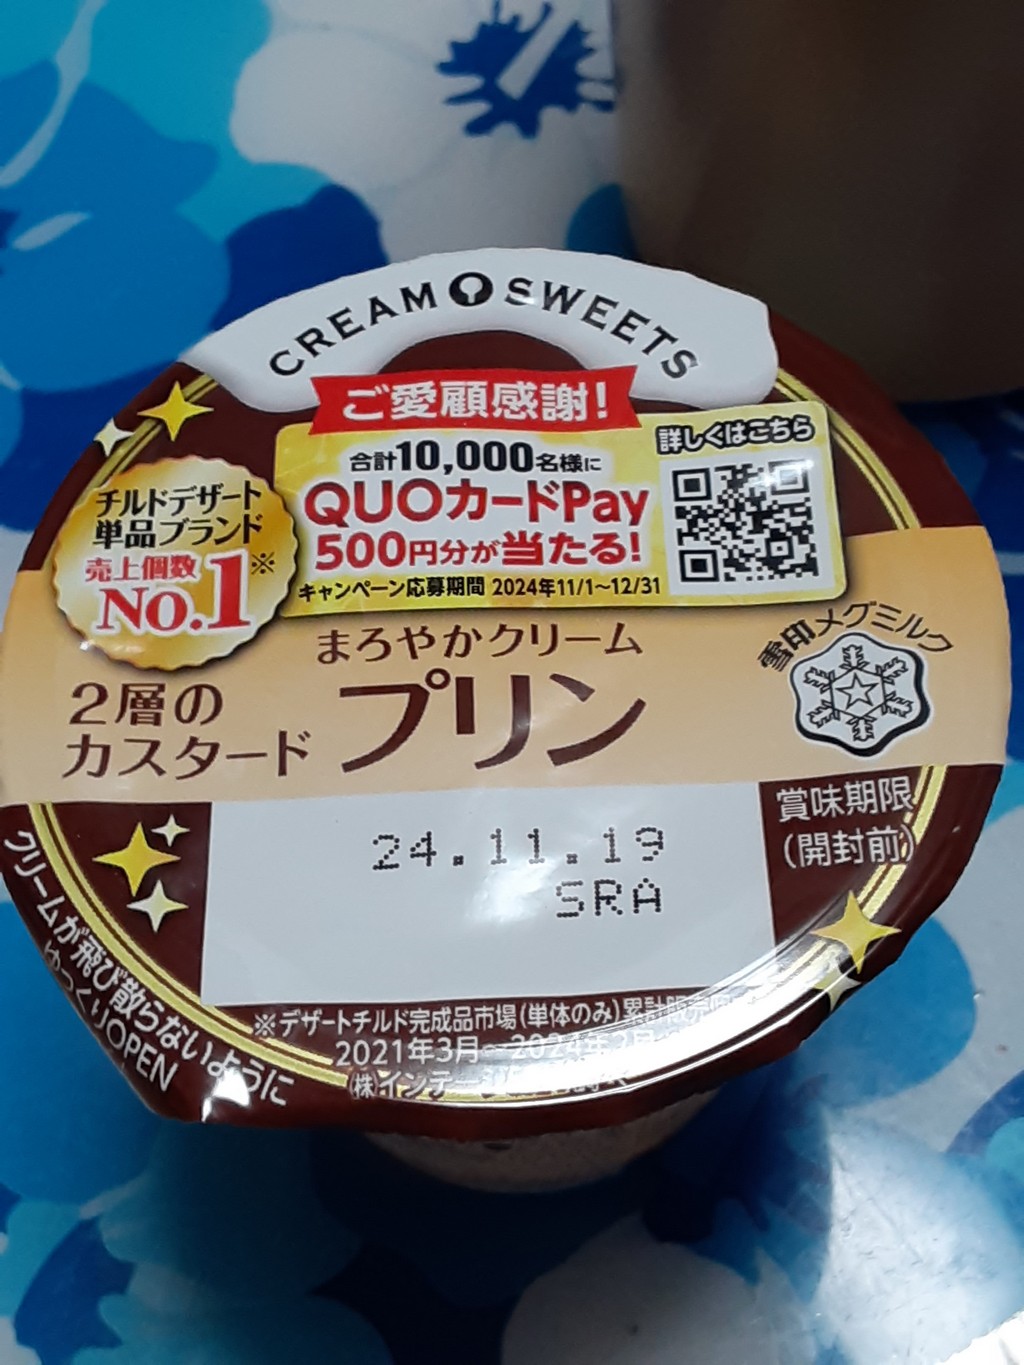 CREAM SWEETS
ご愛顧感謝!
合計10,000名様に
QUOカードPay
500円分が当たる!
キャンペーン応募期間 2024年11/1~12/31
詳しくはこちら
チルドデザート
単品ブランド
売上個数※
No.1
まろやかクリーム
プリン
2層の
カスタード
雪印メグミルク
賞味期限
(開封前)
24.11.19
SRA
クリームが飛び散らないように
ゆっくりOPEN
※デザートチルド完成品市場(単体のみ)累計販売
2021年3月~2024年
(株)インテージ